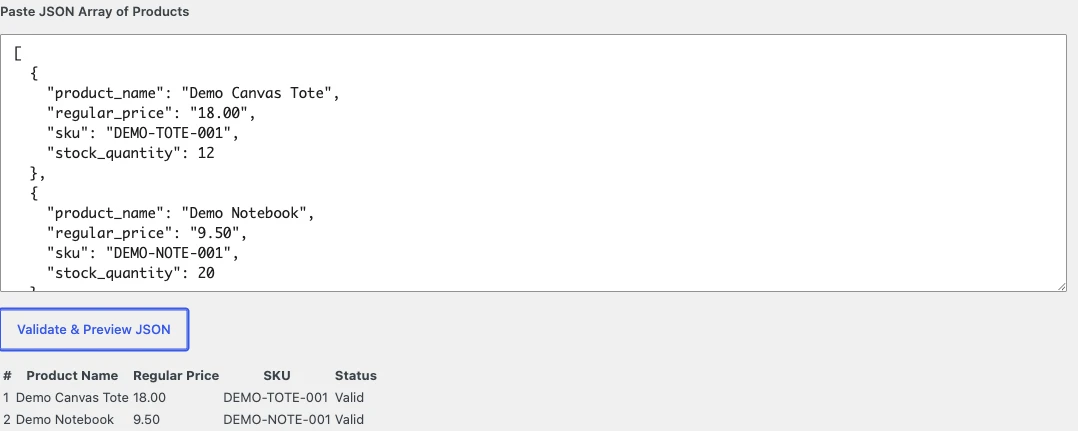 Paste JSON Array of Products
[
{
"product_name": "Demo Canvas Tote",
"regular_price": "18.00",
"sku": "DEMO-TOTE-001",
"stock_quantity": 12
},
{
"product_name": "Demo Notebook",
"regular_price": "9.50",
"sku": "DEMO-NOTE-001",
"stock_quantity": 20
}
Validate & Preview JSON
# Product Name Regular Price SKU Status
1 Demo Canvas Tote 18.00 DEMO-TOTE-001 Valid
2 Demo Notebook 9.50 DEMO-NOTE-001 Valid